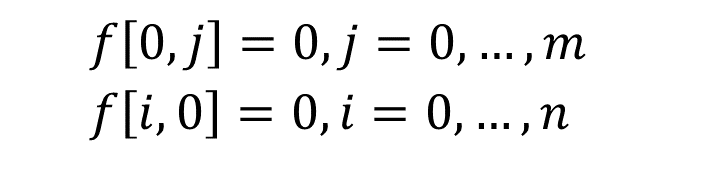 f[0, j] = 0, j = 0, … , m
f[i, 0] = 0, i = 0, … , n